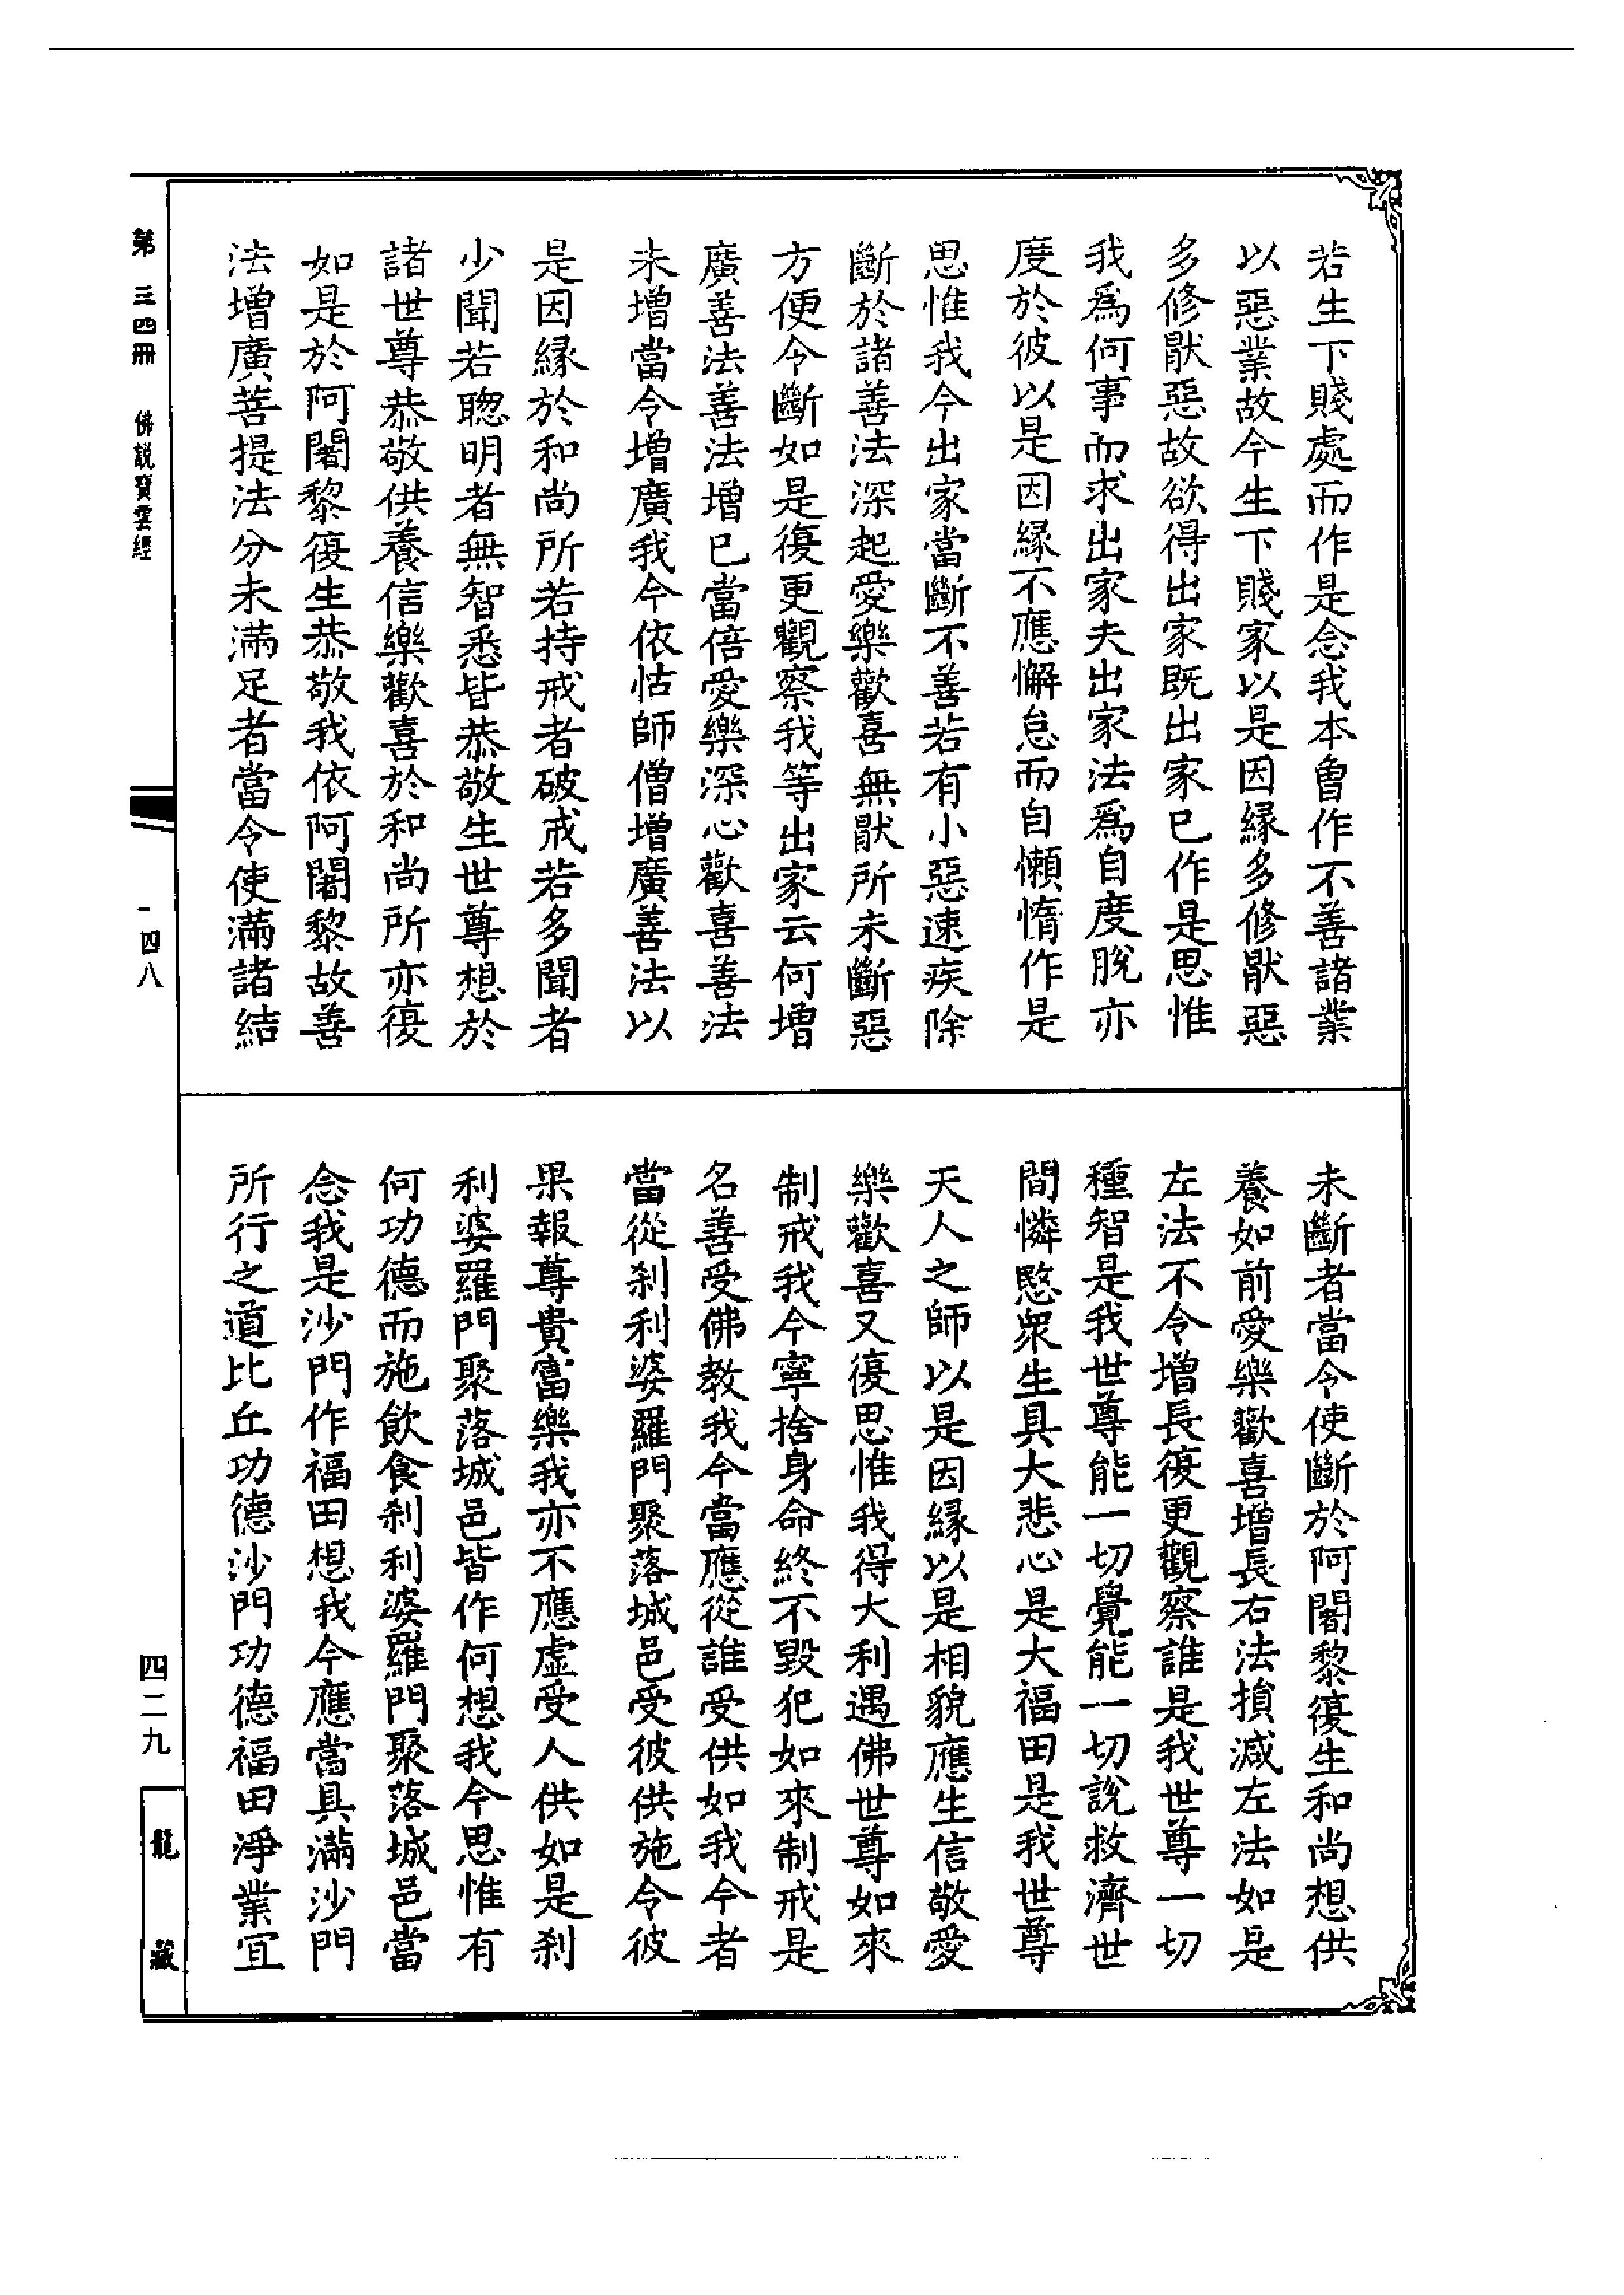 若生下賤處而作是念我本曾作不善諸業
以惡業故今生下賤家以是因緣多修猒惡
多修猒惡故欲得出家既出家已作是思惟
我爲何事而求出家夫出家法爲自度脫亦
度於彼以是因緣不應懈怠而自懶惰作是
思惟我今出家當斷不善若有小惡速疾除
斷於諸善法深起愛樂歡喜無猒所未斷惡
方便令斷如是復更觀察我等出家云何增
廣善法善法增已當倍愛樂深心歡喜善法
未增當令增廣我今依怙師僧增廣善法以
是因緣於和尚所若持戒者破戒若多聞者
少聞若聰明者無智悉皆恭敬生世尊想於
諸世尊恭敬供養信樂歡喜於和尚所亦復
如是於阿闍黎復生恭敬我依阿闍黎故善
法增廣菩提法分未滿足者當令使滿諸結
未斷者當令使斷於阿闍黎復生和尚想供
養如前愛樂歡喜增長右法損減左法如是
左法不令增長復更觀察誰是我世尊一切
種智是我世尊能一切覺能一切說救濟世
間憐愍衆生具大悲心是大福田是我世尊
天人之師以是因緣以是相貌應生信敬愛
樂歡喜又復思惟我得大利遇佛世尊如來
制戒我今寧捨身命終不毀犯如來制戒是
名善受佛教我今當應從誰受供如我今者
當從刹利婆羅門聚落城邑受彼供施令彼
果報尊貴富樂我亦不應虛受人供如是刹
利婆羅門聚落城邑皆作何想我今思惟有
何功德而施飲食刹利婆羅門聚落城邑當
念我是沙門作福田想我今應當具滿沙門
所行之道比丘功德沙門功德福田淨業宜
第三四冊 佛説寶雲經
一四八
四二九
龍藏